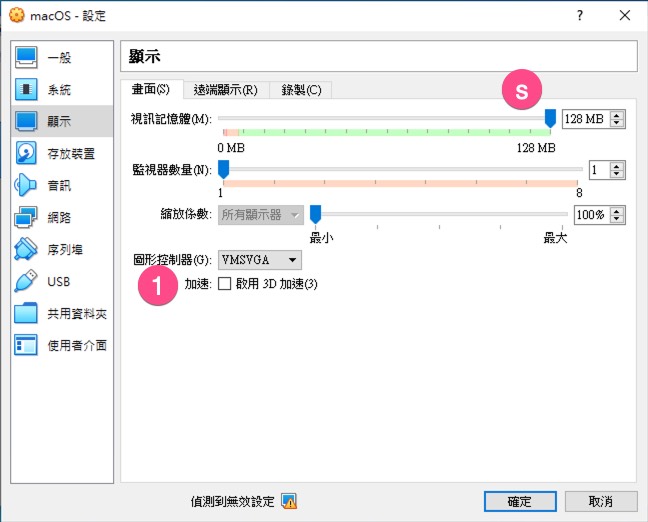 macOS - 設定
?
一般
系統
顯示
存放裝置
音訊
網路
序列埠
USB
共用資料夾
使用者介面
顯示
畫面(S) 遠端顯示(R) 錄製(C)
S
視訊記憶體(M): 128 MB
0 MB 128 MB
監視器數量(N): 1
1 8
縮放係數: 所有顯示器 100%
最小 最大
圖形控制器(G): VMSVGA
1
加速: 啟用 3D 加速(3)
偵測到無效設定 確定 取消